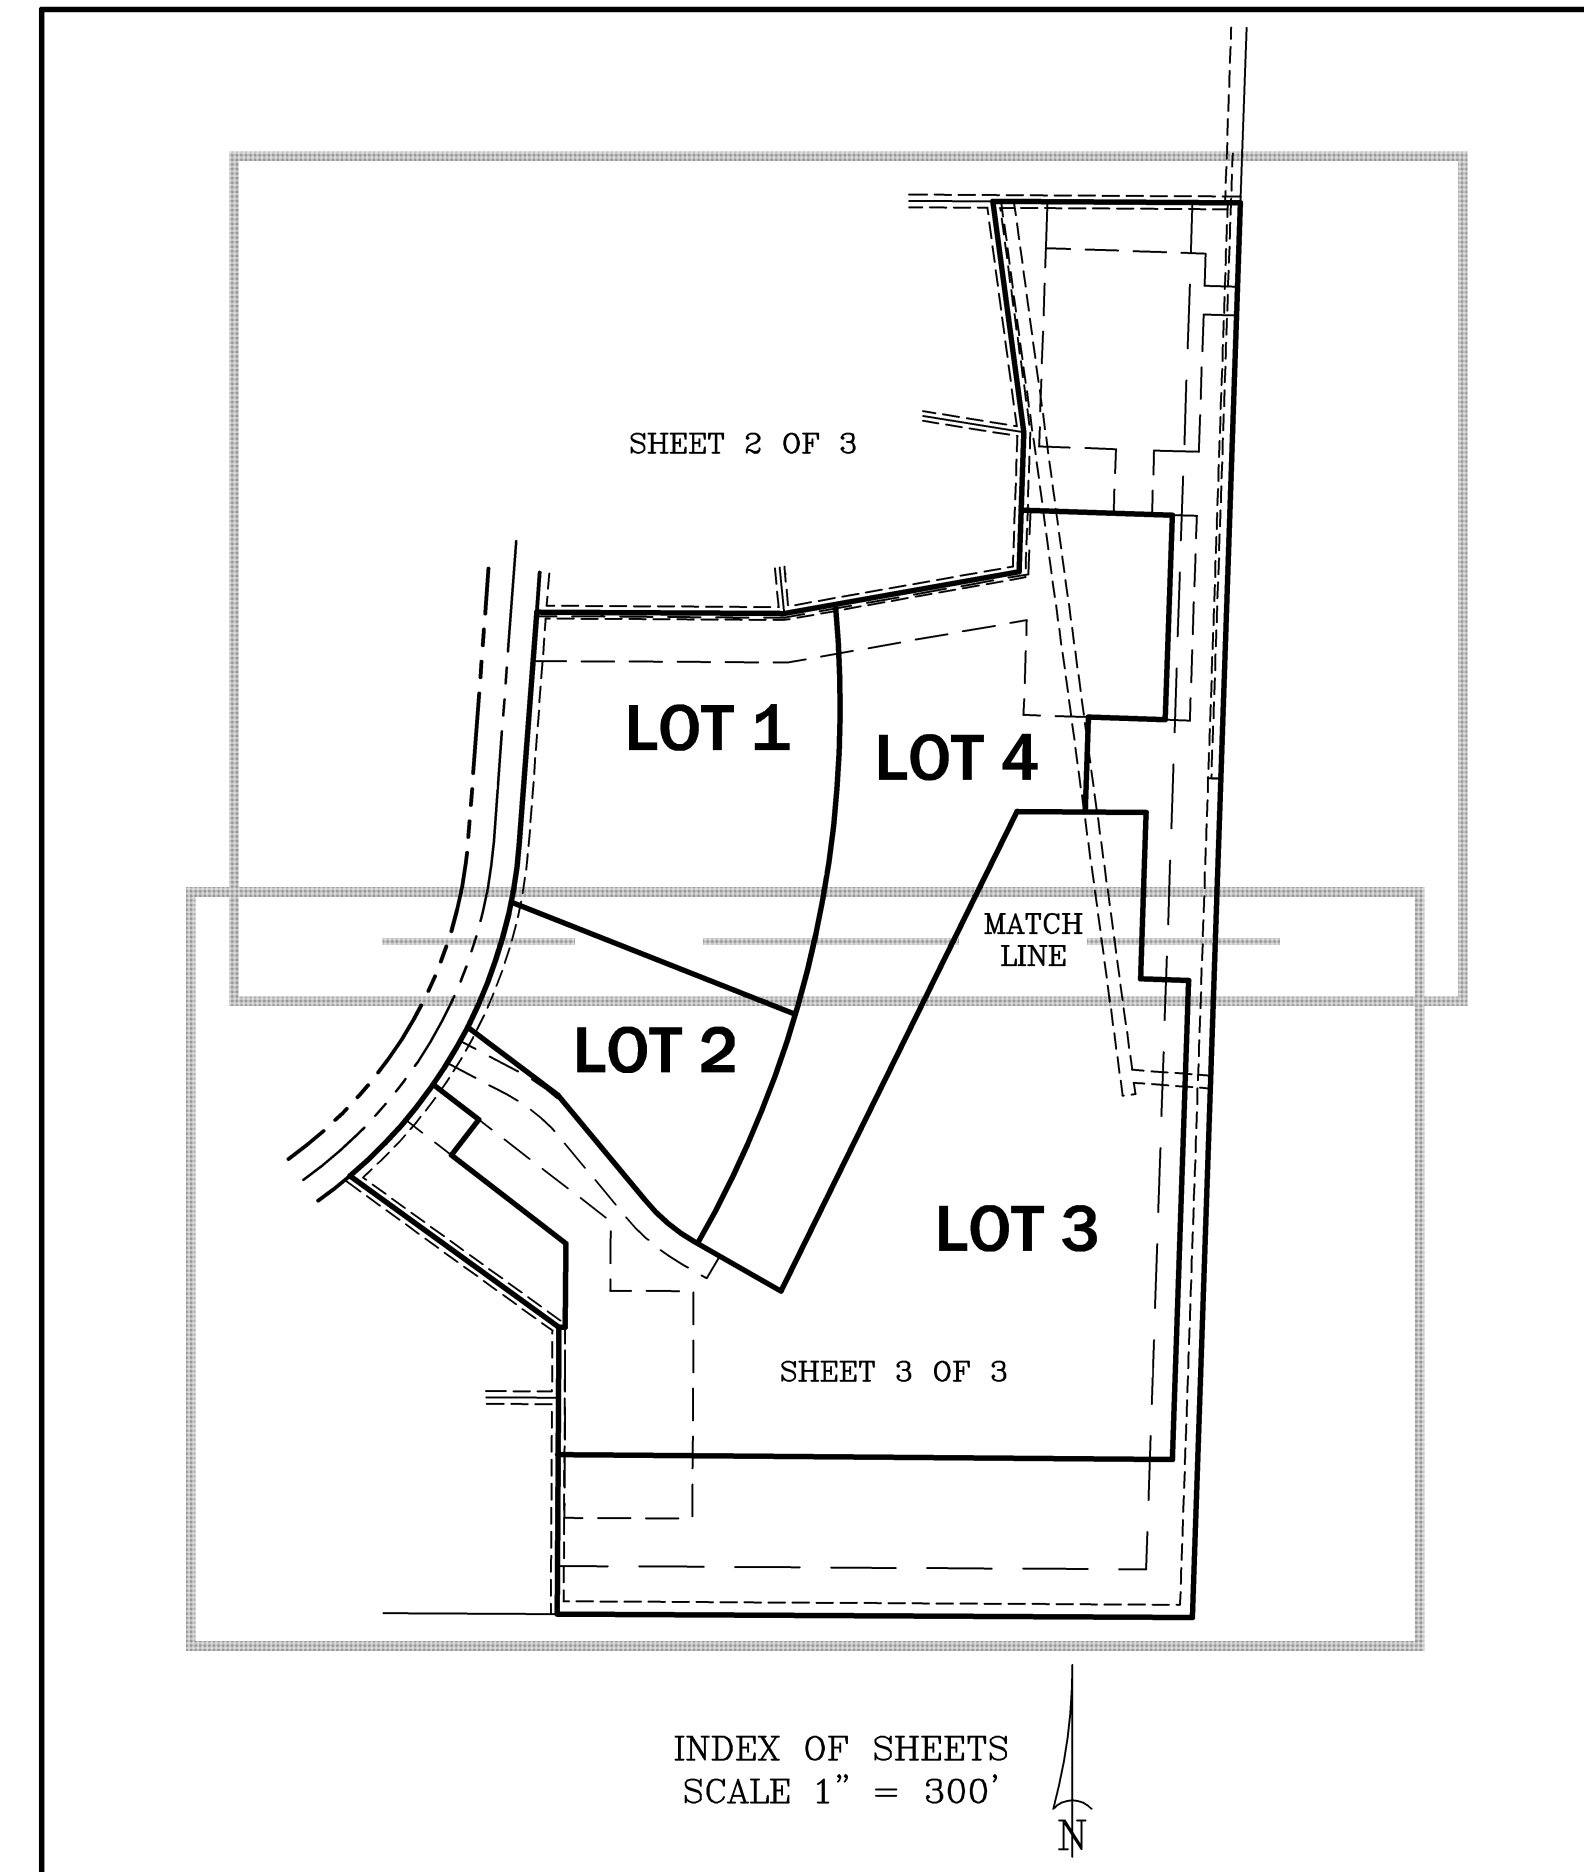 SHEET 2 OF 3
LOT 1
LOT 4
MATCH
LINE
LOT 2
LOT 3
SHEET 3 OF 3
INDEX OF SHEETS
SCALE 1” = 300’
N